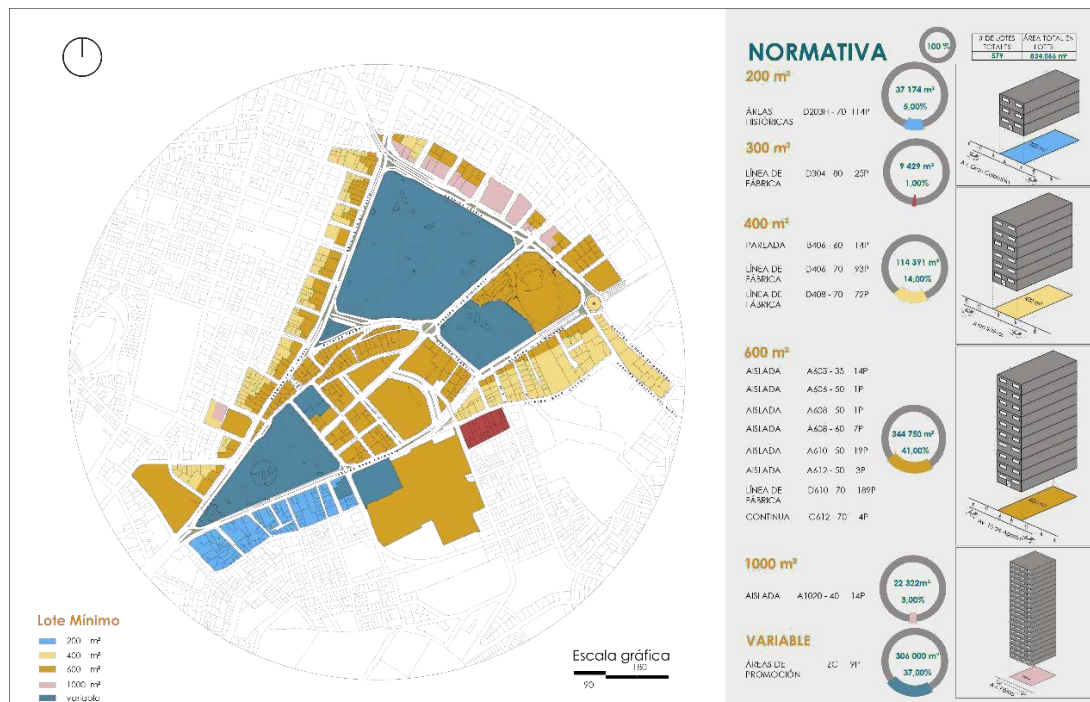 NORMATIVA
100 %
# DE LOTES TOTALES
ÁREA TOTAL EN LOTES
579
834.066 m²
200 m²
ÁREAS HISTÓRICAS
D203H - 70
114P
37 174 m²
5,00%
300 m²
LÍNEA DE FÁBRICA
D304 - 80
25P
9 429 m²
1,00%
400 m²
PAREADA
B406 - 60
14P
LÍNEA DE FÁBRICA
D406 - 70
93P
LÍNEA DE FÁBRICA
D408 - 70
72P
114 391 m²
14,00%
400 m²
600 m²
AISLADA
A603 - 35
14P
AISLADA
A606 - 50
1P
AISLADA
A608 - 50
1P
AISLADA
A608 - 60
7P
AISLADA
A610 - 50
19P
AISLADA
A612 - 50
3P
LÍNEA DE FÁBRICA
D610 - 70
189P
CONTINUA
C612 - 70
4P
344 750 m²
41,00%
1000 m²
AISLADA
A1020 - 40
14P
22 322m²
3,00%
VARIABLE
ÁREAS DE PROMOCIÓN
ZC
9P
306 000 m²
37,00%
Lote Mínimo
200 m²
400 m²
600 m²
1000 m²
variable
Escala gráfica
180
90